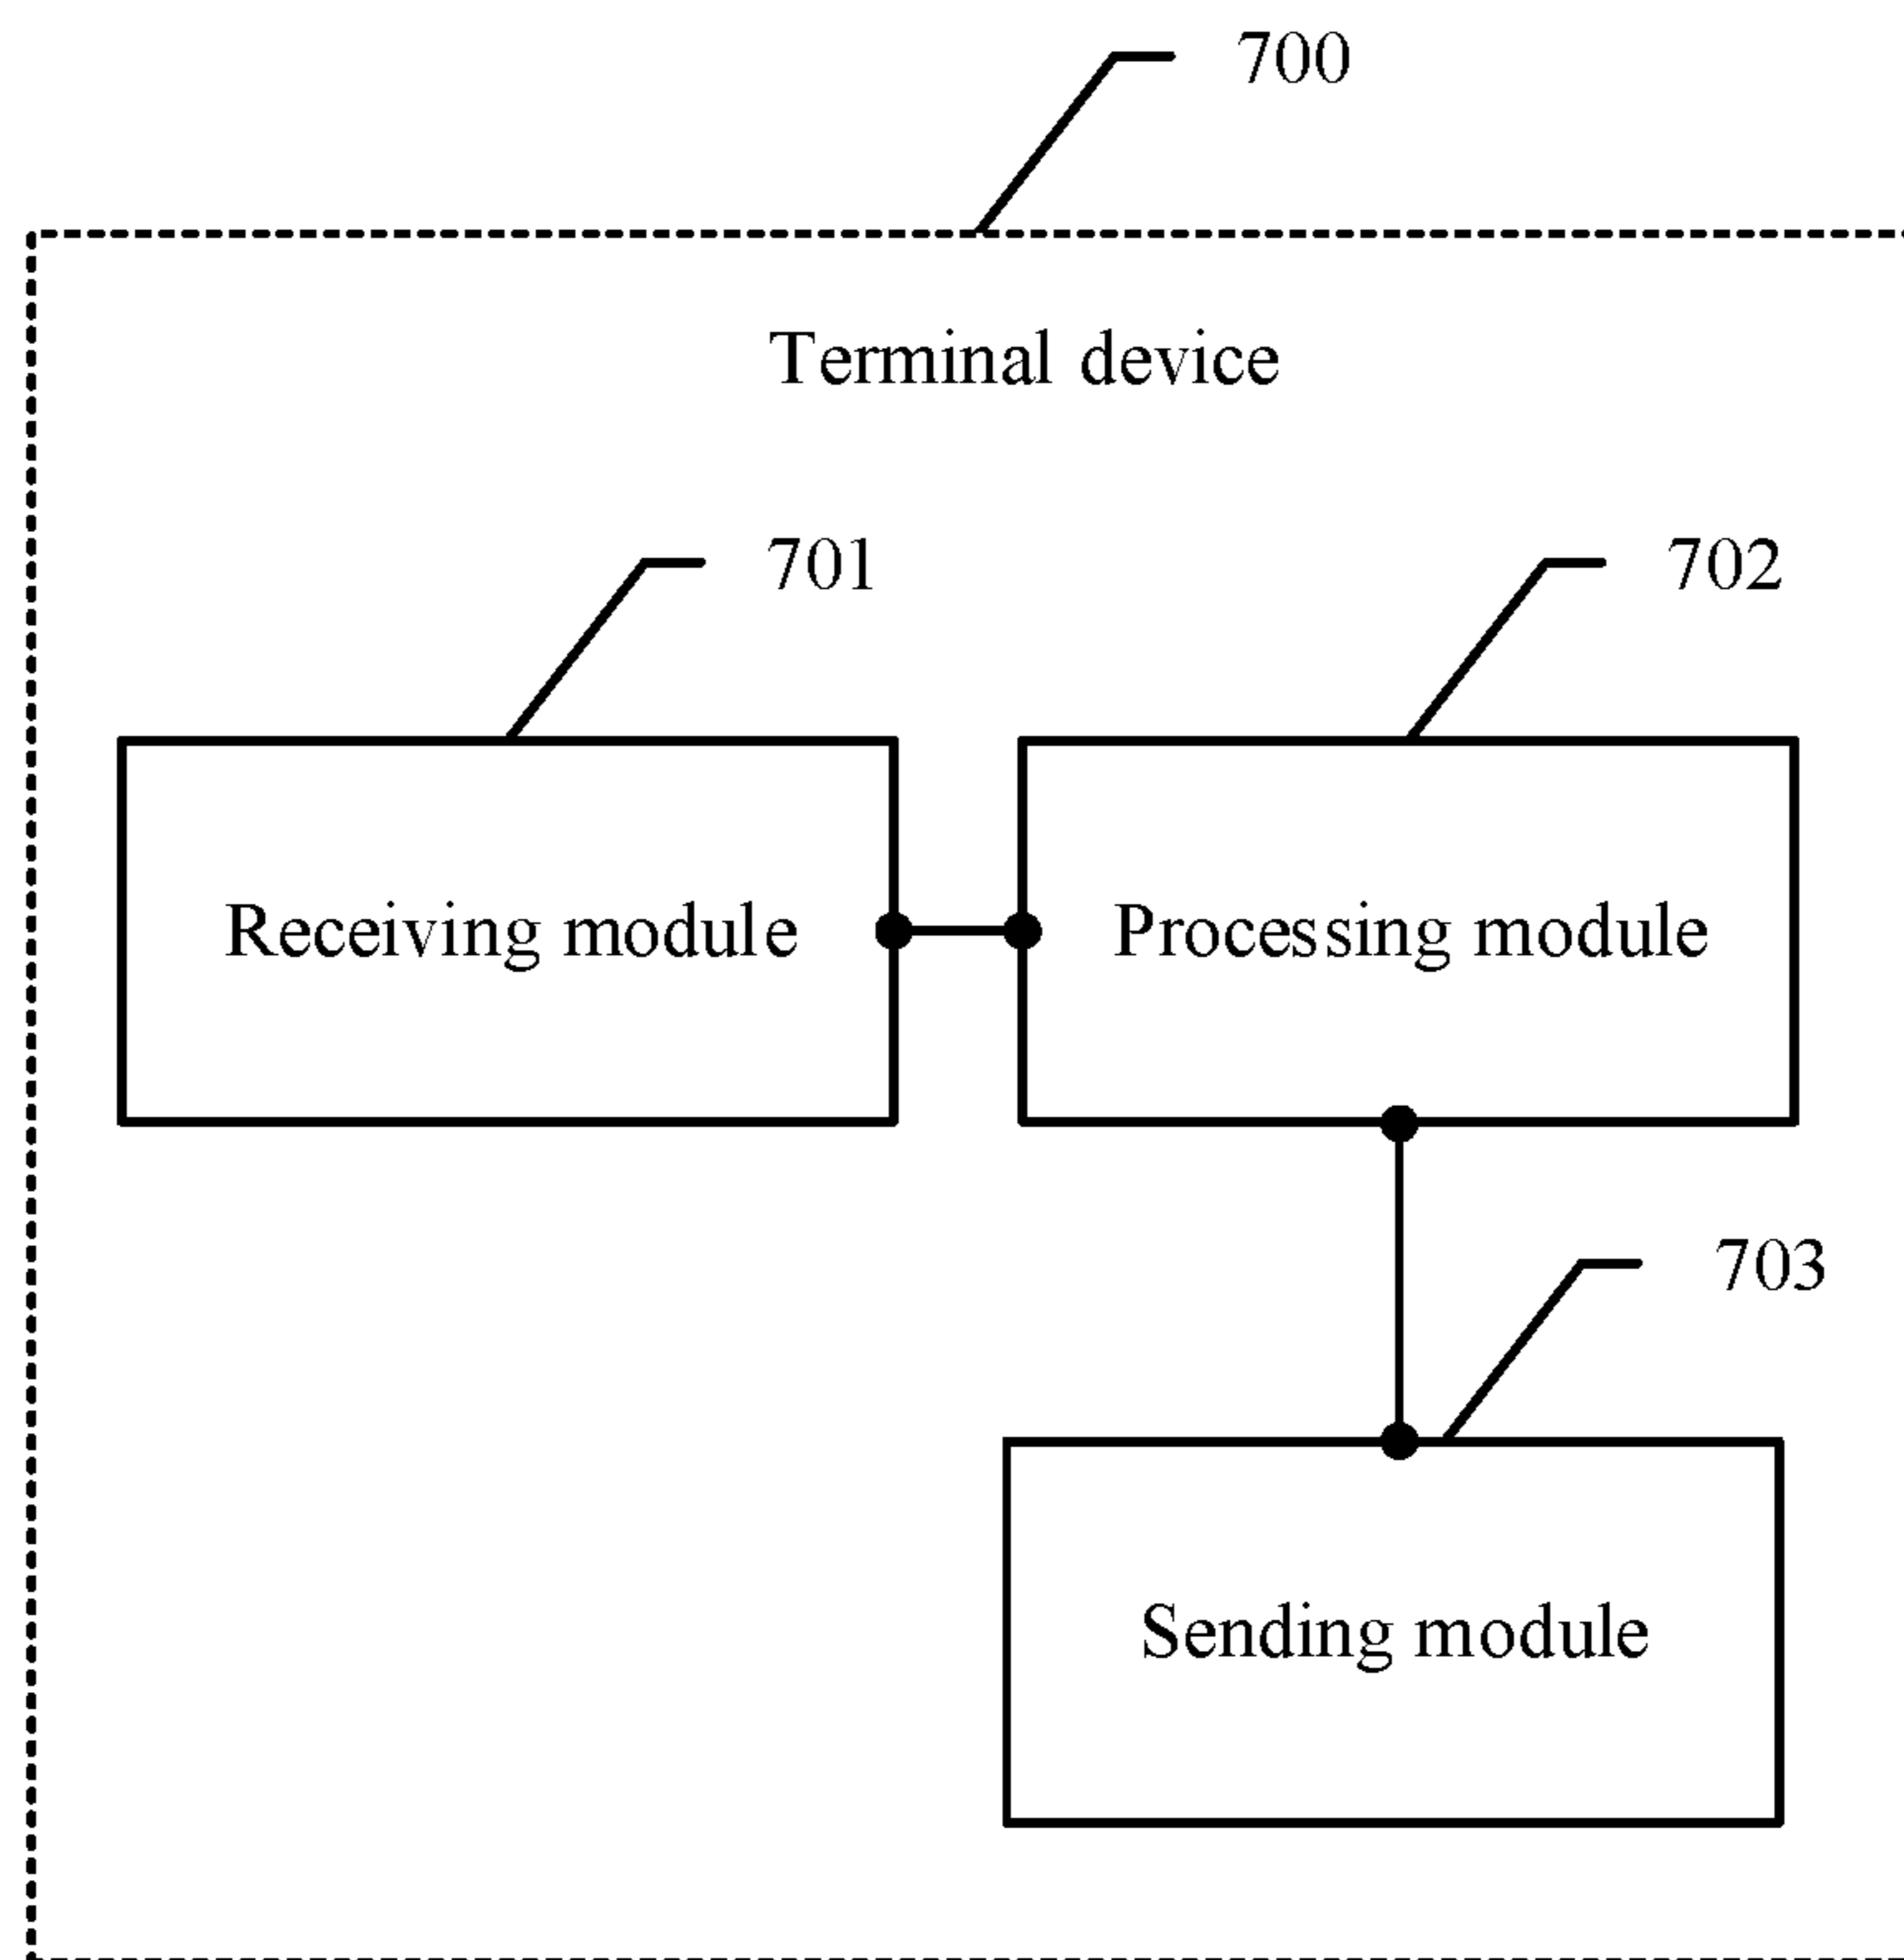 700
Terminal device
701
702
Receiving module
Processing module
703
Sending module